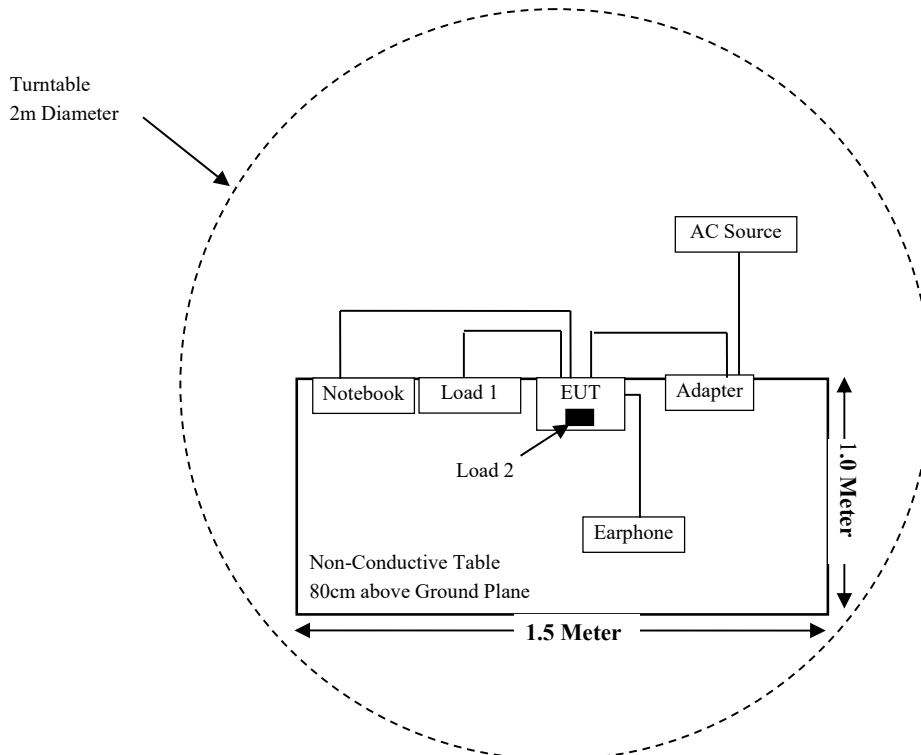 Turntable
2m Diameter
AC Source
Notebook
Load 1
EUT
Adapter
Load 2
Earphone
1.0 Meter
Non-Conductive Table
80cm above Ground Plane
1.5 Meter